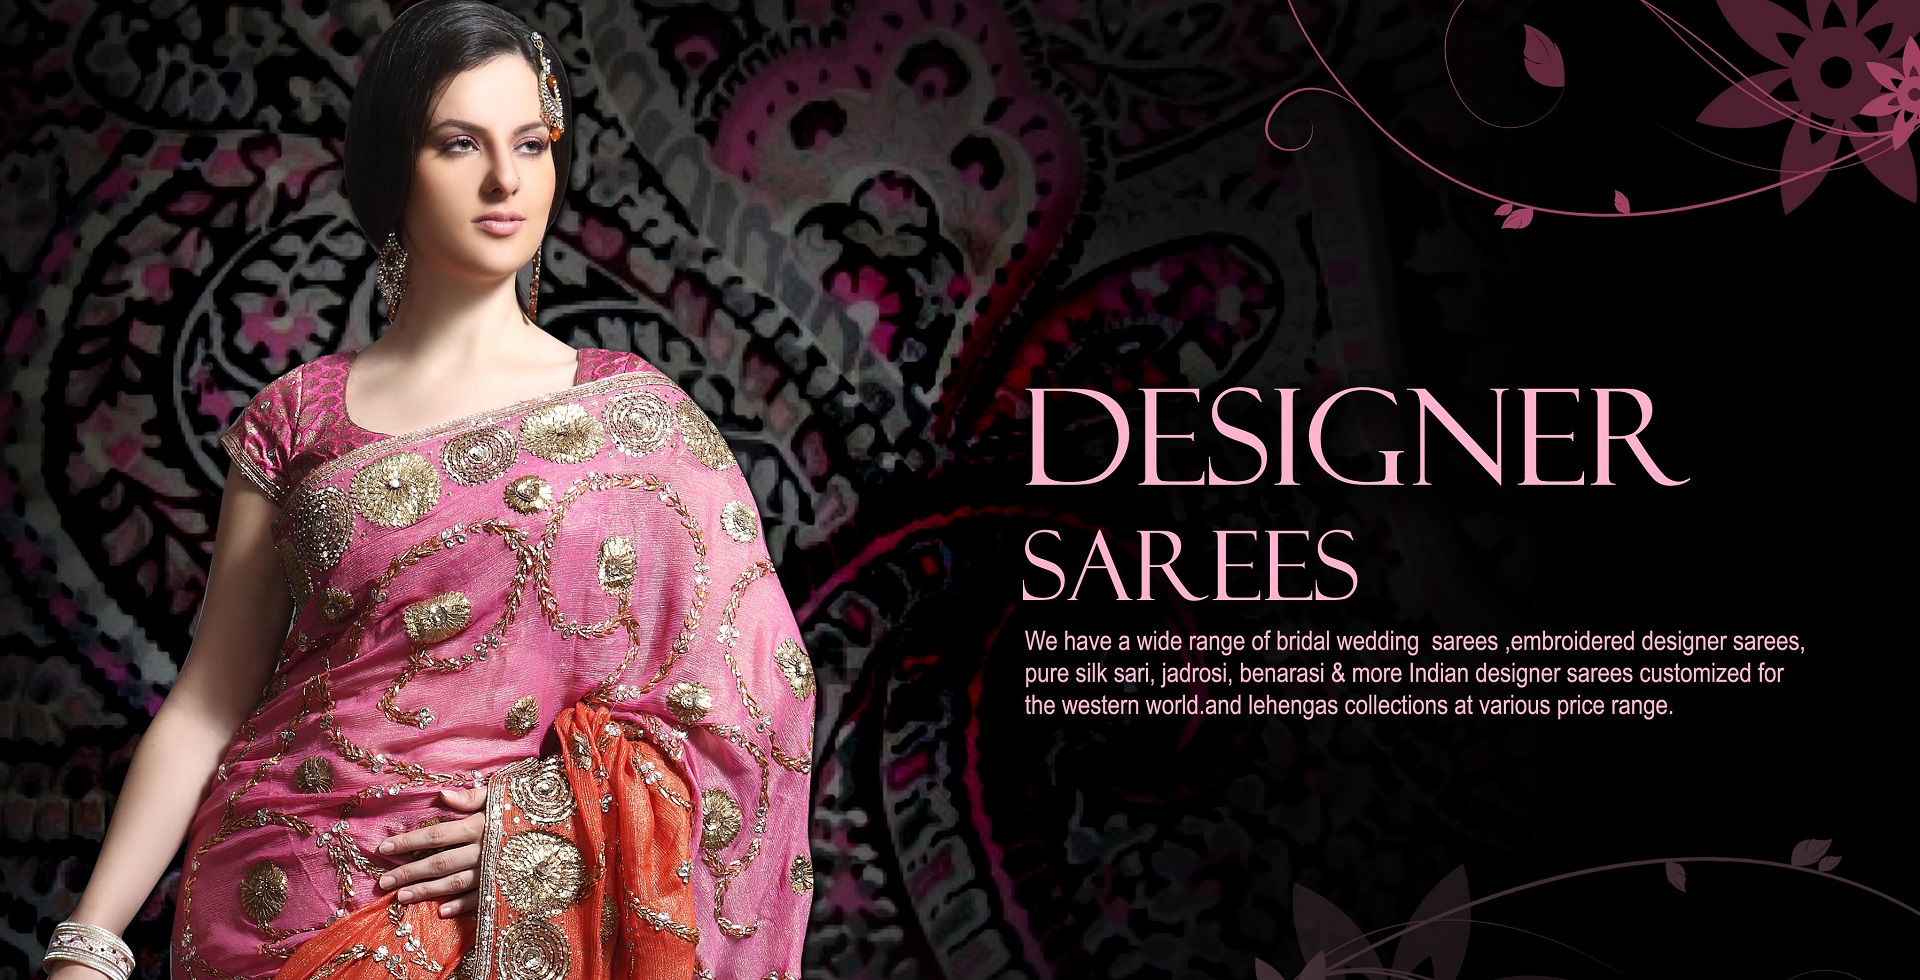 DESIGNER
SAREES
We have a wide range of bridal wedding  sarees ,embroidered designer sarees,
pure silk sari, jadrosi, benarasi & more Indian designer sarees customized for
the western world.and lehengas collections at various price range.